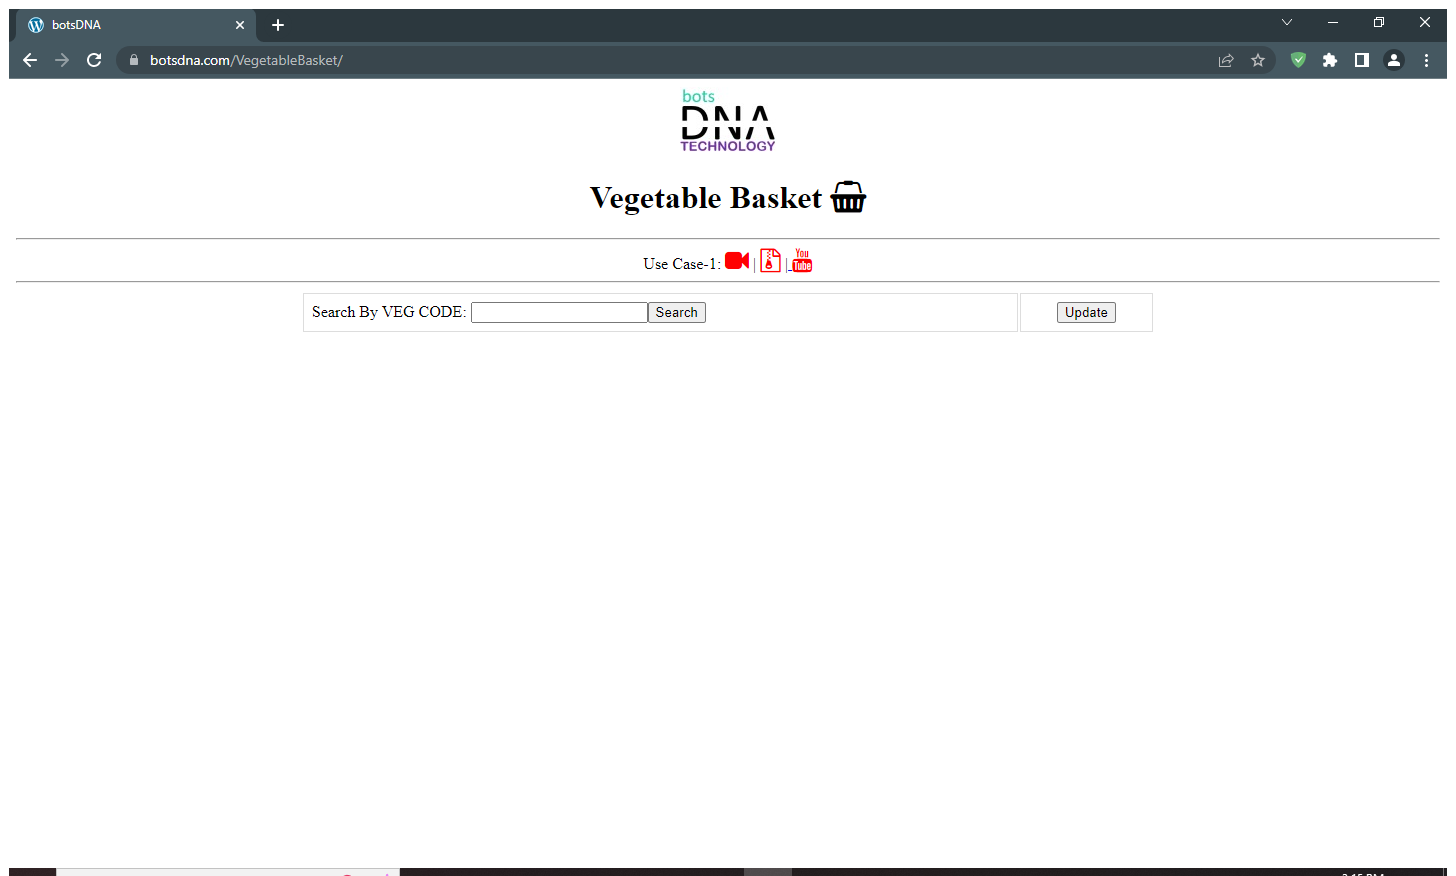 botsDNA
botsdna.com/VegetableBasket/
bots
DNA
TECHNOLOGY
Vegetable Basket
Use Case-1: | | You Tube
Search By VEG CODE: Search Update